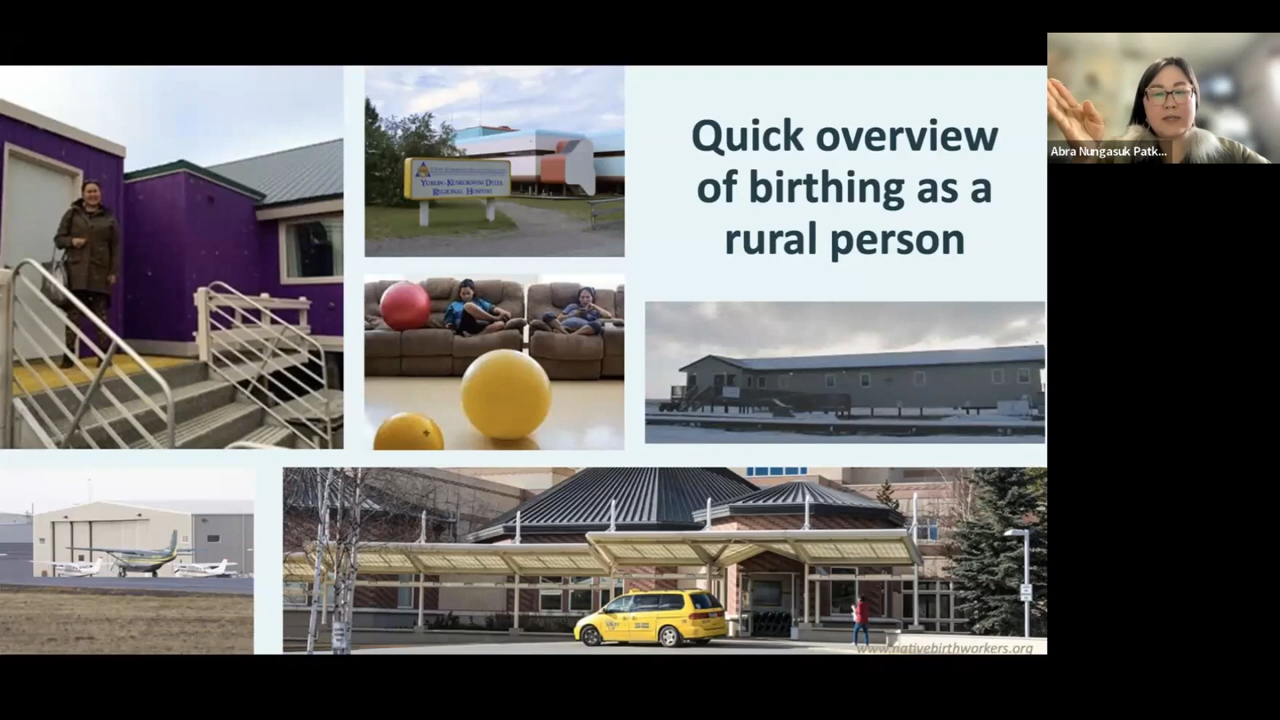 Quick overview
of birthing as a
rural person
YUKON-KUSKOKWIM DELTA
REGIONAL HOSPITAL
www.nativebirthworkers.org
Abra Nungasuk Patk...